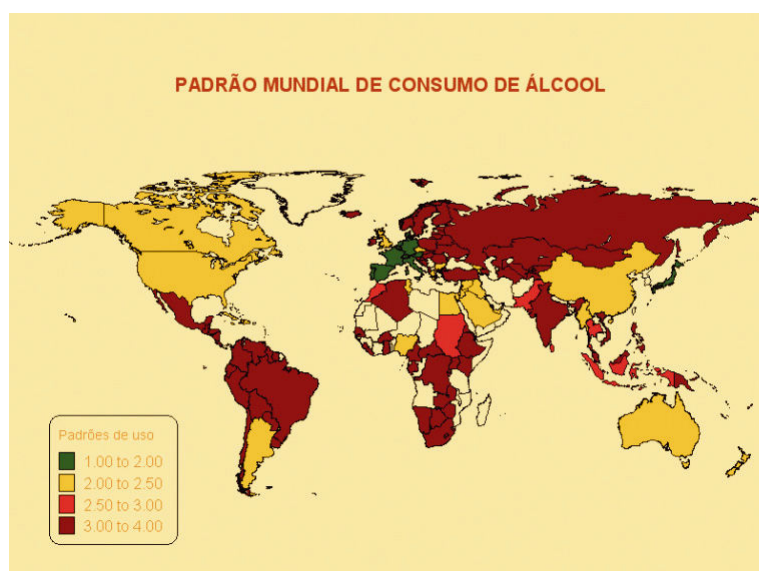 PADRÃO MUNDIAL DE CONSUMO DE ÁLCOOL
Padrões de uso
1.00 to 2.00
2.00 to 2.50
2.50 to 3.00
3.00 to 4.00